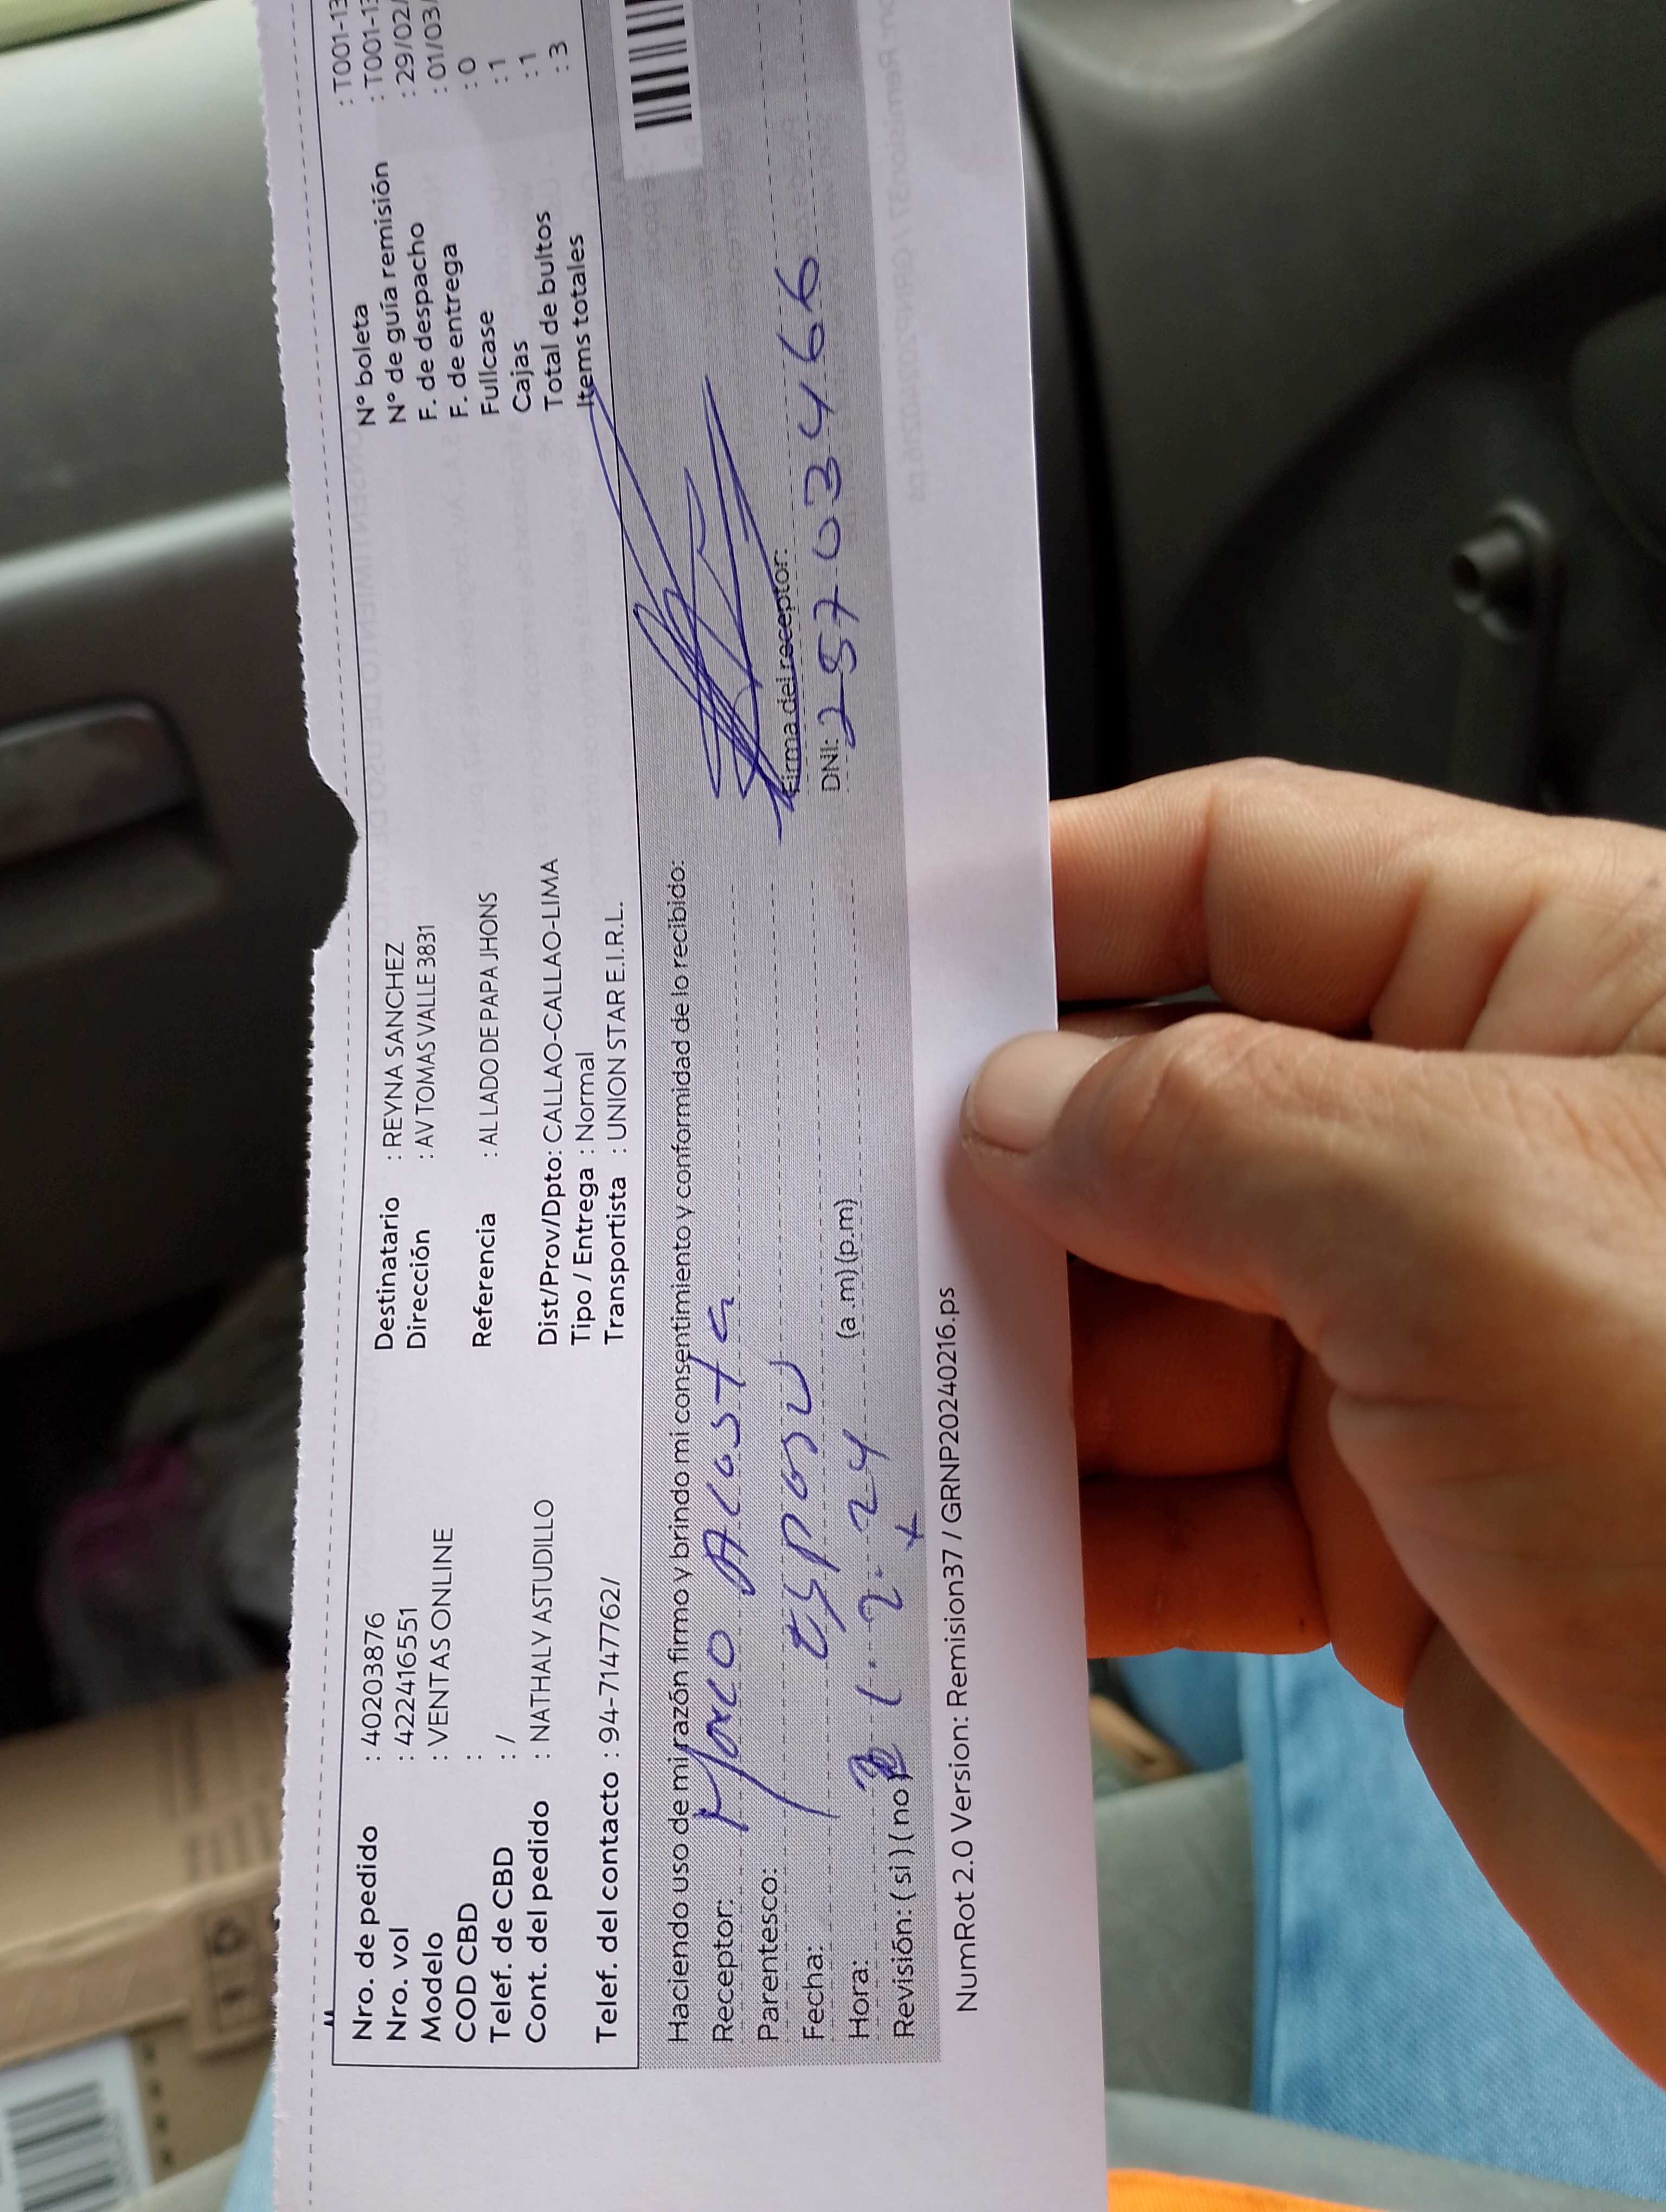 Nro. de pedido : 40203876
Nro. vol : 422416551
Modelo : VENTAS ONLINE
COD CBD :
Telef. de CBD : /
Cont. del pedido : NATHALY ASTUDILLO
Telef. del contacto : 94-7147762/
Destinatario : REYNA SANCHEZ
Dirección : AV TOMAS VALLE 3831
Referencia : AL LADO DE PAPA JHONS
Dist/Prov/Dpto: CALLAO-CALLAO-LIMA
Tipo / Entrega : Normal
Transportista : UNION STAR E.I.R.L.
N° boleta : T001-13
N° de guía remisión : T001-13
F. de despacho : 29/02/
F. de entrega : 01/03/
Fullcase : 0
Cajas : 1
Total de bultos : 1
Items totales : 3
Haciendo uso de mi razón firmo y brindo mi consentimiento y conformidad de lo recibido:
Receptor: Marco Acosta
Parentesco: esposo
Fecha: 1. 2. 24
Hora: (a.m) (p.m)
Revisión: ( si ) ( no ) x
Firma del receptor:
DNI: 25703466
NumRot 2.0 Version: Remision37 / GRNP20240216.ps